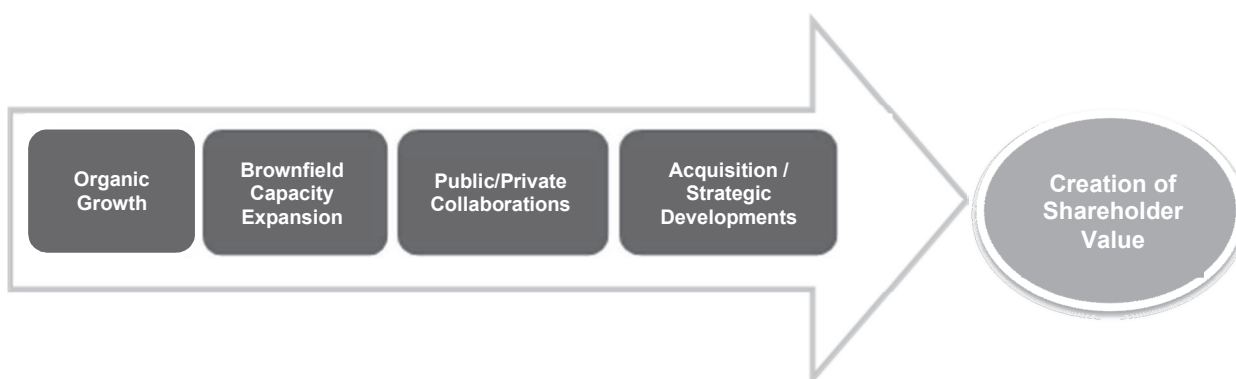 Organic
Growth
Brownfield
Capacity
Expansion
Public/Private
Collaborations
Acquisition /
Strategic
Developments
Creation of
Shareholder
Value